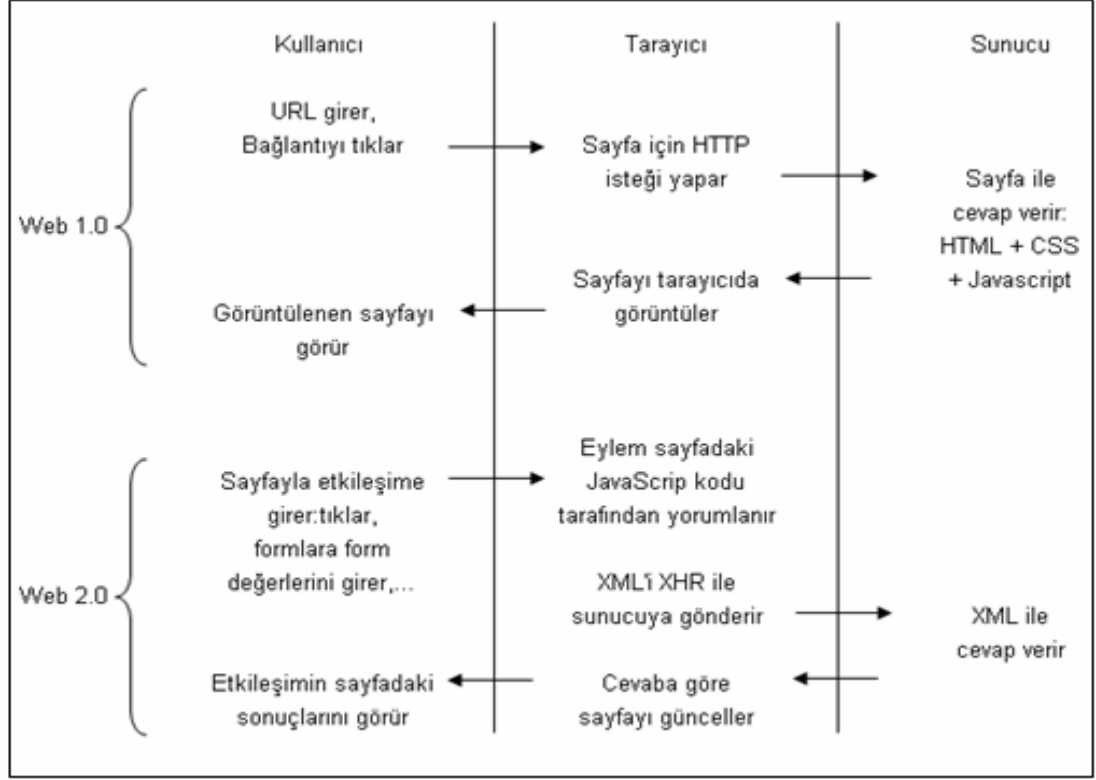 Kullanıcı
Tarayıcı
Sunucu
Web 1.0
URL girer,
Bağlantıyı tıklar
Sayfa için HTTP
isteği yapar
Sayfa ile
cevap verir:
HTML + CSS
+ Javascript
Sayfayı tarayıcıda
görüntüler
Görüntülenen sayfayı
görür
Web 2.0
Sayfayla etkileşime
girer:tıklar,
formlara form
değerlerini girer,...
Eylem sayfadaki
JavaScrip kodu
tarafından yorumlanır
XML'i XHR ile
sunucuya gönderir
XML ile
cevap verir
Cevaba göre
sayfayı günceller
Etkileşimin sayfadaki
sonuçlarını görür